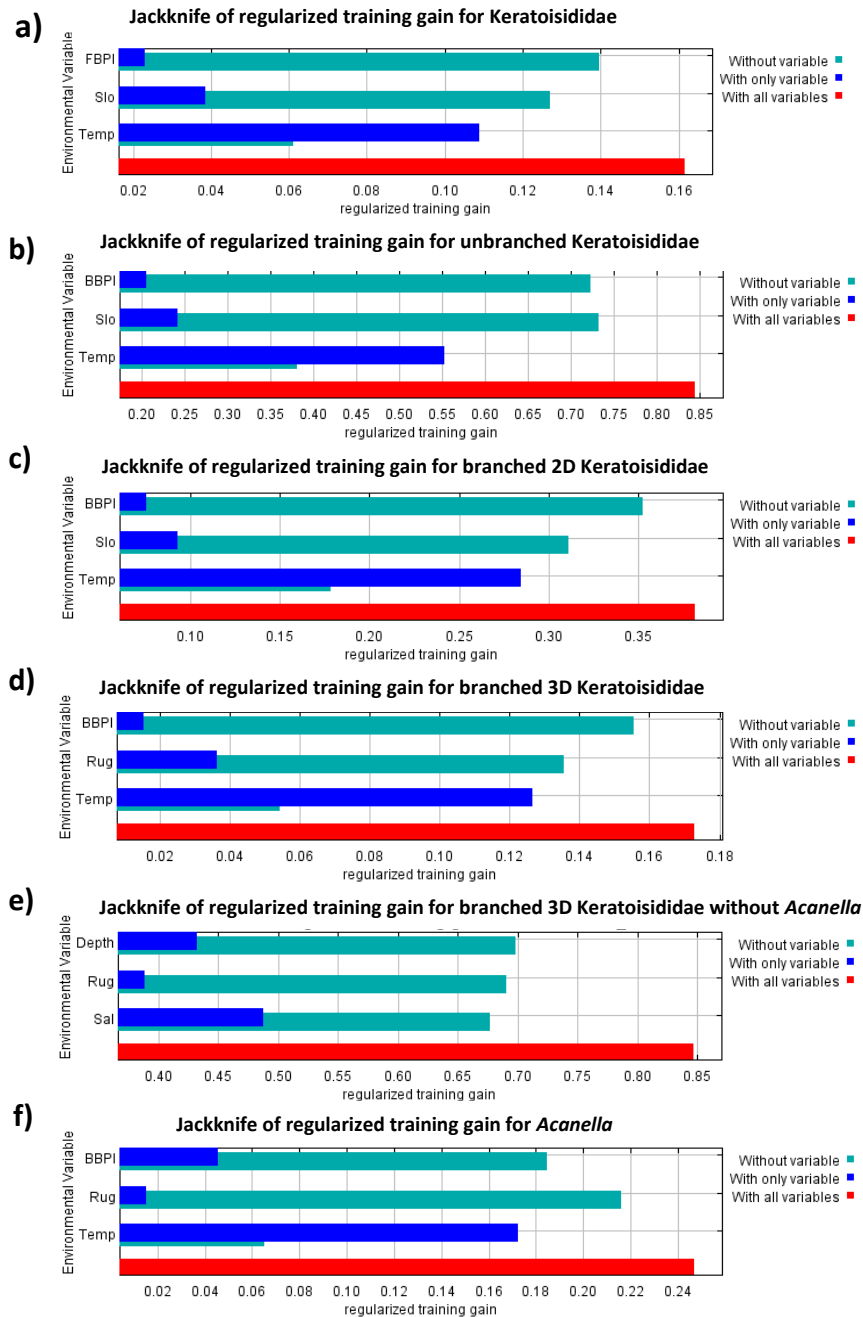 a)
Jackknife of regularized training gain for Keratoisididae
Environmental Variable
FBPI
Slo
Temp
Without variable
With only variable
With all variables
0.02 0.04 0.06 0.08 0.10 0.12 0.14 0.16
regularized training gain
b)
Jackknife of regularized training gain for unbranched Keratoisididae
Environmental Variable
BBPI
Slo
Temp
Without variable
With only variable
With all variables
0.20 0.25 0.30 0.35 0.40 0.45 0.50 0.55 0.60 0.65 0.70 0.75 0.80 0.85
regularized training gain
c)
Jackknife of regularized training gain for branched 2D Keratoisididae
Environmental Variable
BBPI
Slo
Temp
Without variable
With only variable
With all variables
0.10 0.15 0.20 0.25 0.30 0.35
regularized training gain
d)
Jackknife of regularized training gain for branched 3D Keratoisididae
Environmental Variable
BBPI
Rug
Temp
Without variable
With only variable
With all variables
0.02 0.04 0.06 0.08 0.10 0.12 0.14 0.16 0.18
regularized training gain
e)
Jackknife of regularized training gain for branched 3D Keratoisididae without Acanella
Environmental Variable
Depth
Rug
Sal
Without variable
With only variable
With all variables
0.40 0.45 0.50 0.55 0.60 0.65 0.70 0.75 0.80 0.85
regularized training gain
f)
Jackknife of regularized training gain for Acanella
Environmental Variable
BBPI
Rug
Temp
Without variable
With only variable
With all variables
0.02 0.04 0.06 0.08 0.10 0.12 0.14 0.16 0.18 0.20 0.22 0.24
regularized training gain